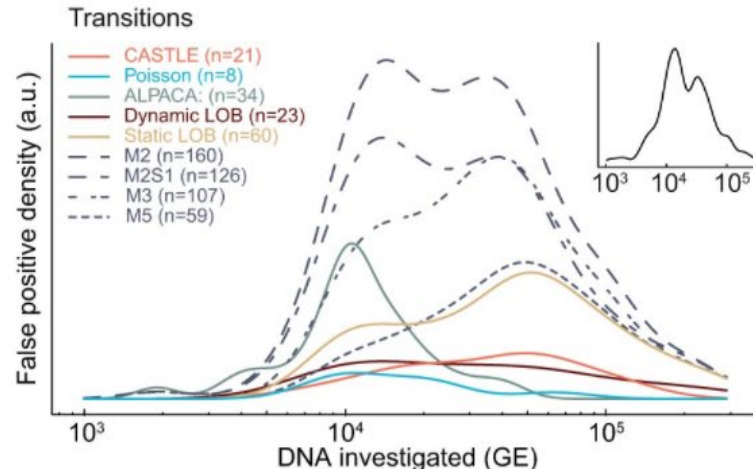 Transitions
CASTLE (n=21)
Poisson (n=8)
ALPACA: (n=34)
Dynamic LOB (n=23)
Static LOB (n=60)
M2 (n=160)
M2S1 (n=126)
M3 (n=107)
M5 (n=59)
False positive density (a.u.)
10³ 10⁴ 10⁵
10³ 10⁴ 10⁵
DNA investigated (GE)